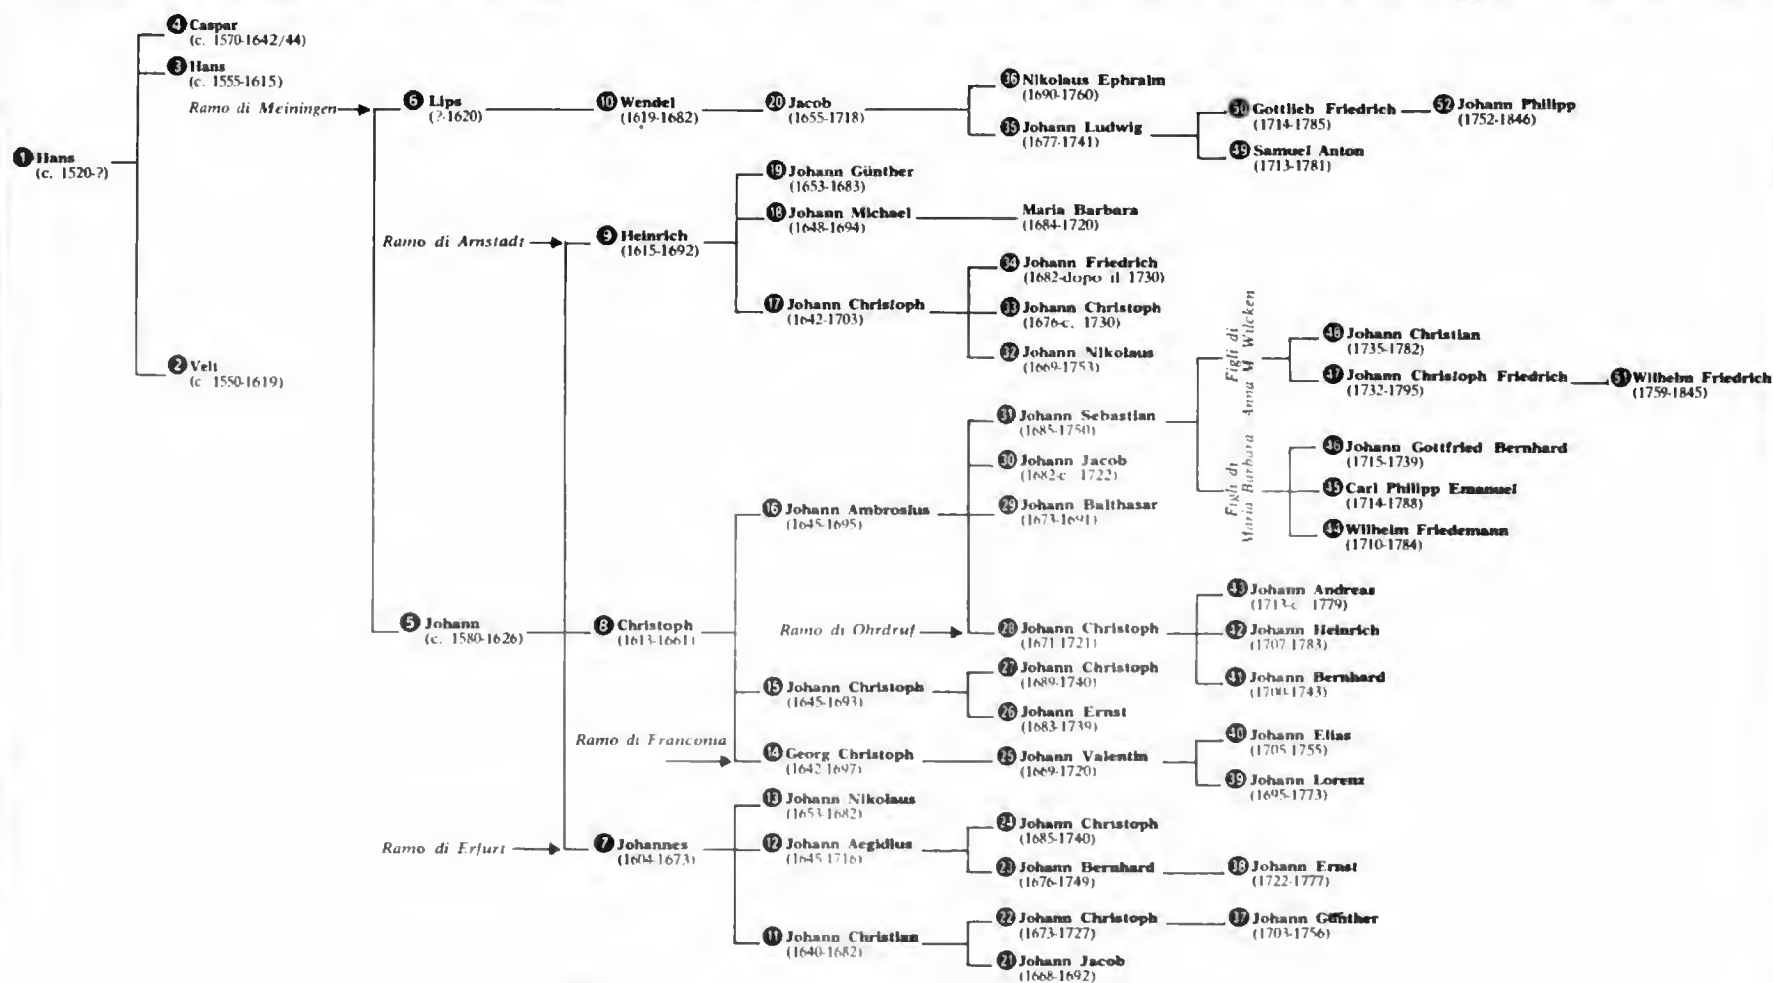 4 Caspar
(c. 1570-1642/44)
3 Hans
(c. 1555-1615)
Ramo di Meiningen
6 Lips
(?-1620)
10 Wendel
(1619-1682)
20 Jacob
(1655-1718)
36 Nikolaus Ephraim
(1690-1760)
35 Johann Ludwig
(1677-1741)
50 Gottlieb Friedrich
(1714-1785)
52 Johann Philipp
(1752-1846)
49 Samuel Anton
(1713-1781)
1 Hans
(c. 1520-?)
19 Johann Günther
(1653-1683)
18 Johann Michael
(1648-1694)
Maria Barbara
(1684-1720)
Ramo di Arnstadt
9 Heinrich
(1615-1692)
34 Johann Friedrich
(1682-dopo il 1730)
17 Johann Christoph
(1642-1703)
33 Johann Christoph
(1676-c. 1730)
32 Johann Nikolaus
(1669-1753)
2 Veit
(c. 1550-1619)
Figli di
Anna M. Wilcken
48 Johann Christian
(1735-1782)
47 Johann Christoph Friedrich
(1732-1795)
51 Wilhelm Friedrich
(1759-1845)
31 Johann Sebastian
(1685-1750)
30 Johann Jacob
(1682-c. 1722)
Figli di
Maria Barbara
46 Johann Gottfried Bernhard
(1715-1739)
45 Carl Philipp Emanuel
(1714-1788)
44 Wilhelm Friedemann
(1710-1784)
16 Johann Ambrosius
(1645-1695)
29 Johann Balthasar
(1673-1691)
5 Johann
(c. 1580-1626)
8 Christoph
(1613-1661)
Ramo di Ohrdruf
28 Johann Christoph
(1671-1721)
43 Johann Andreas
(1713-c. 1779)
42 Johann Heinrich
(1707-1783)
41 Johann Bernhard
(1700-1743)
15 Johann Christoph
(1645-1693)
27 Johann Christoph
(1689-1740)
26 Johann Ernst
(1683-1739)
Ramo di Franconia
14 Georg Christoph
(1642-1697)
25 Johann Valentin
(1669-1720)
40 Johann Elias
(1705-1755)
39 Johann Lorenz
(1695-1773)
13 Johann Nikolaus
(1653-1682)
Ramo di Erfurt
7 Johannes
(1604-1673)
12 Johann Aegidius
(1645-1716)
24 Johann Christoph
(1685-1740)
23 Johann Bernhard
(1676-1749)
38 Johann Ernst
(1722-1777)
11 Johann Christian
(1640-1682)
22 Johann Christoph
(1673-1727)
37 Johann Günther
(1703-1756)
21 Johann Jacob
(1668-1692)